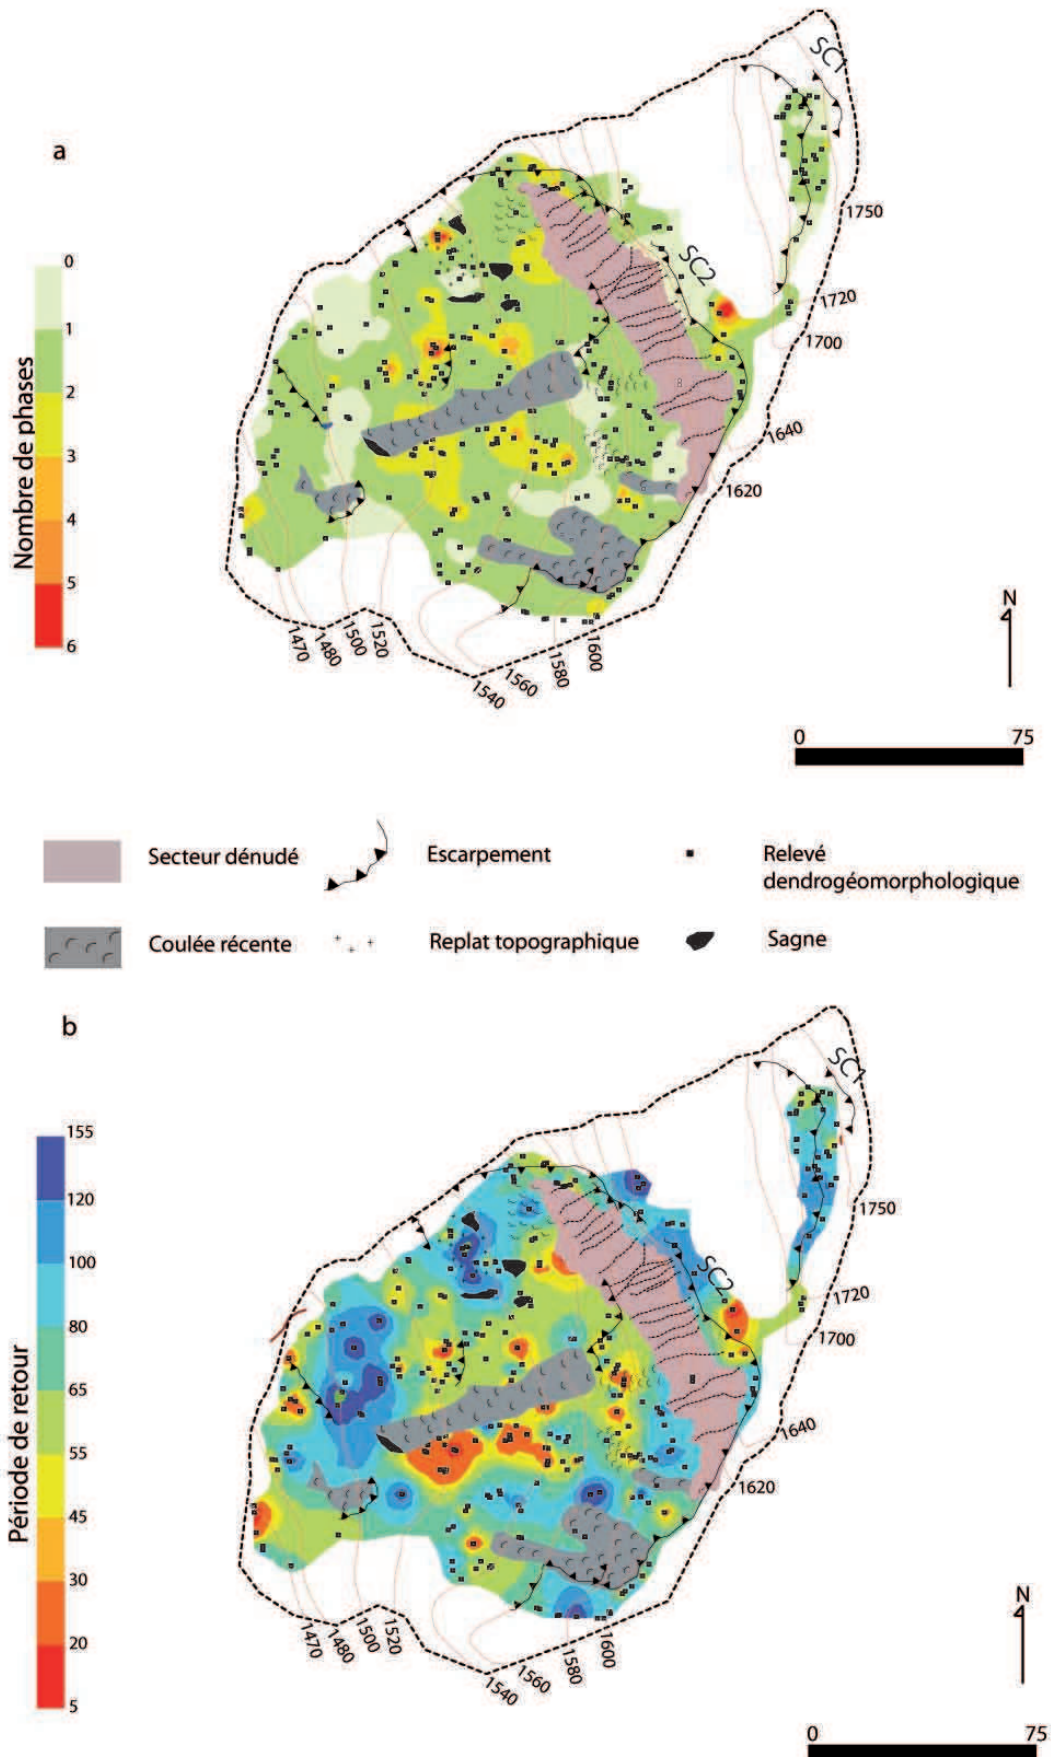 a
SC1
1750
0
1
2
3
4
5
6
Nombre de phases
SC2
1720
1700
1640
1620
N
1470
1480
1500
1520
1540
1560
1580
1600
0 75
Secteur dénudé
Escarpement
Relevé
dendrogéomorphologique
Coulée récente
Replat topographique
Sagne
b
SC1
1750
155
120
100
80
65
55
45
30
20
5
Période de retour
SC2
1720
1700
1640
1620
N
1470
1480
1500
1520
1540
1560
1580
1600
0 75